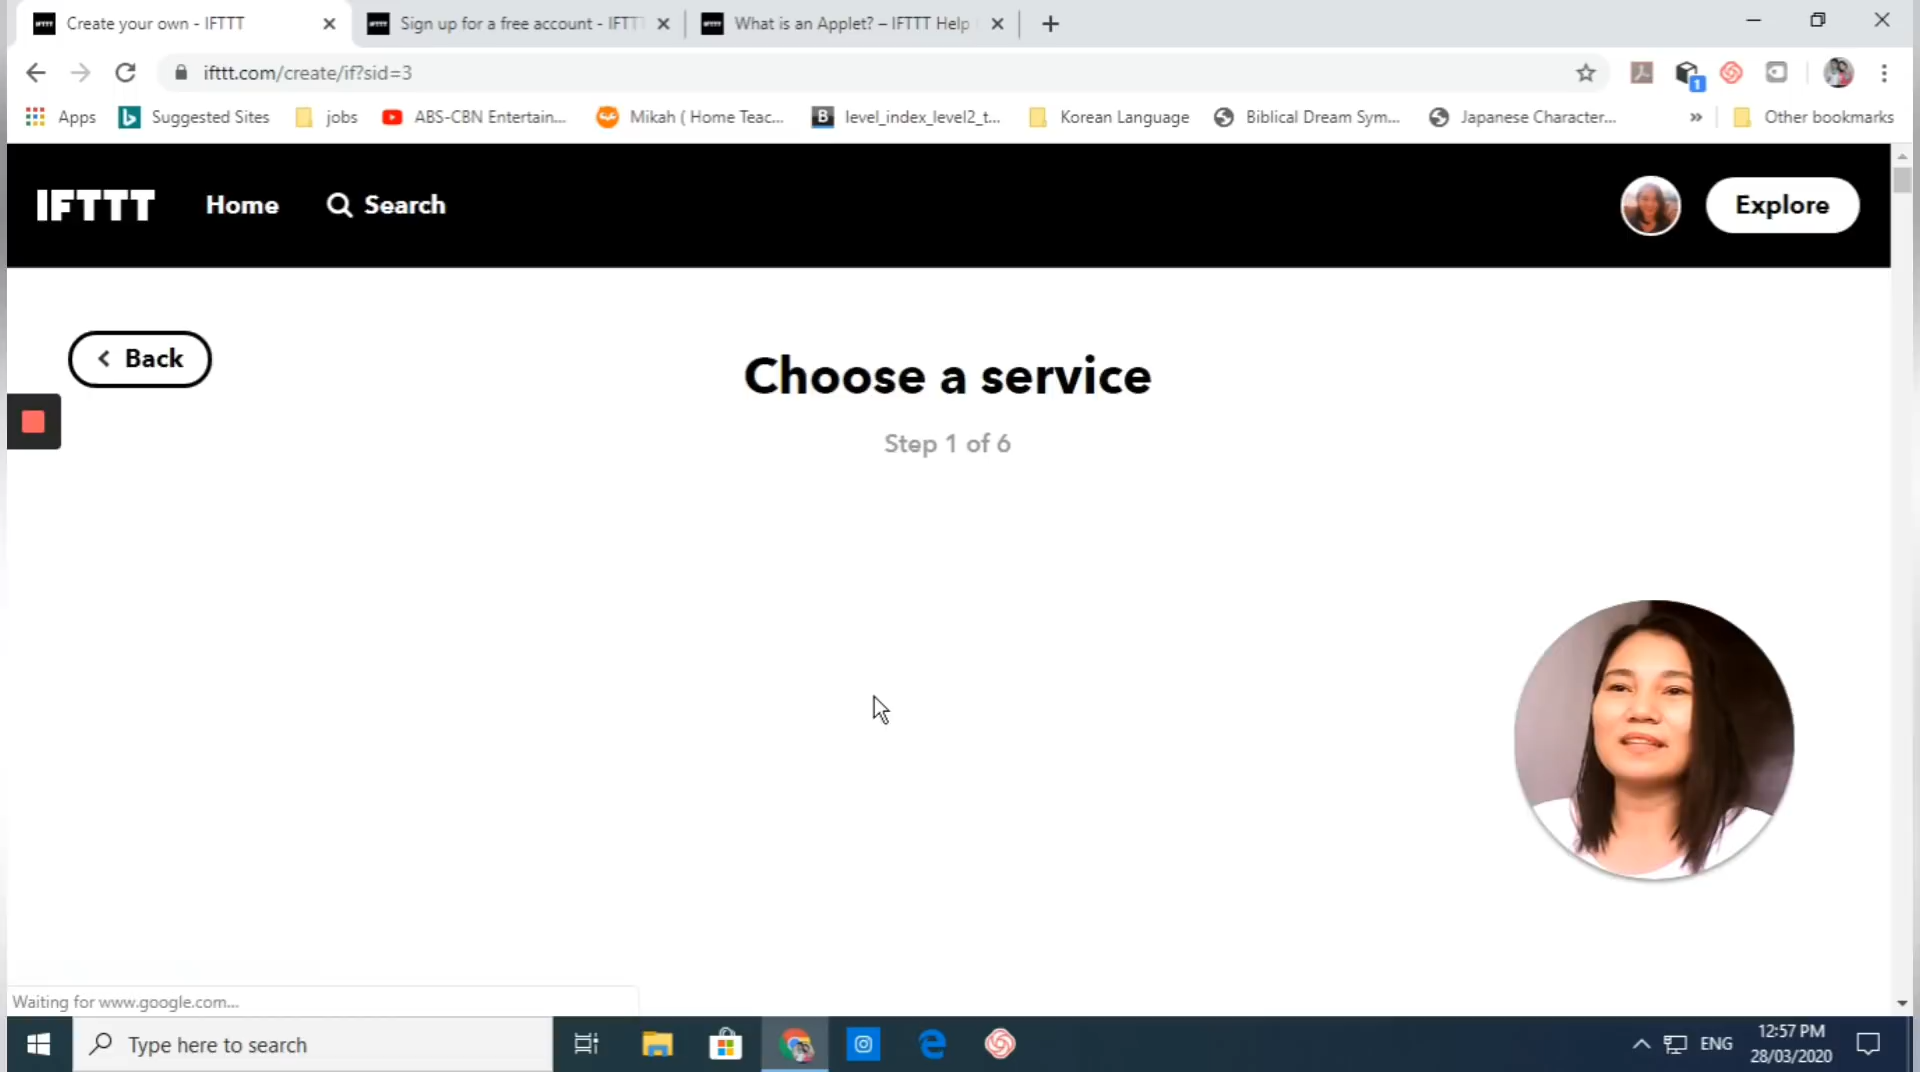 Create your own - IFTTT
Sign up for a free account - IFTT
What is an Applet? – IFTTT Help
ifttt.com/create/if?sid=3
1
Apps
Suggested Sites
jobs
ABS-CBN Entertain...
Mikah ( Home Teac...
B
level_index_level2_t...
Korean Language
Biblical Dream Sym...
Japanese Character...
»
Other bookmarks
IFTTT
Home
Search
Explore
Back
Choose a service
Step 1 of 6
Waiting for www.google.com...
Type here to search
ENG
12:57 PM
28/03/2020